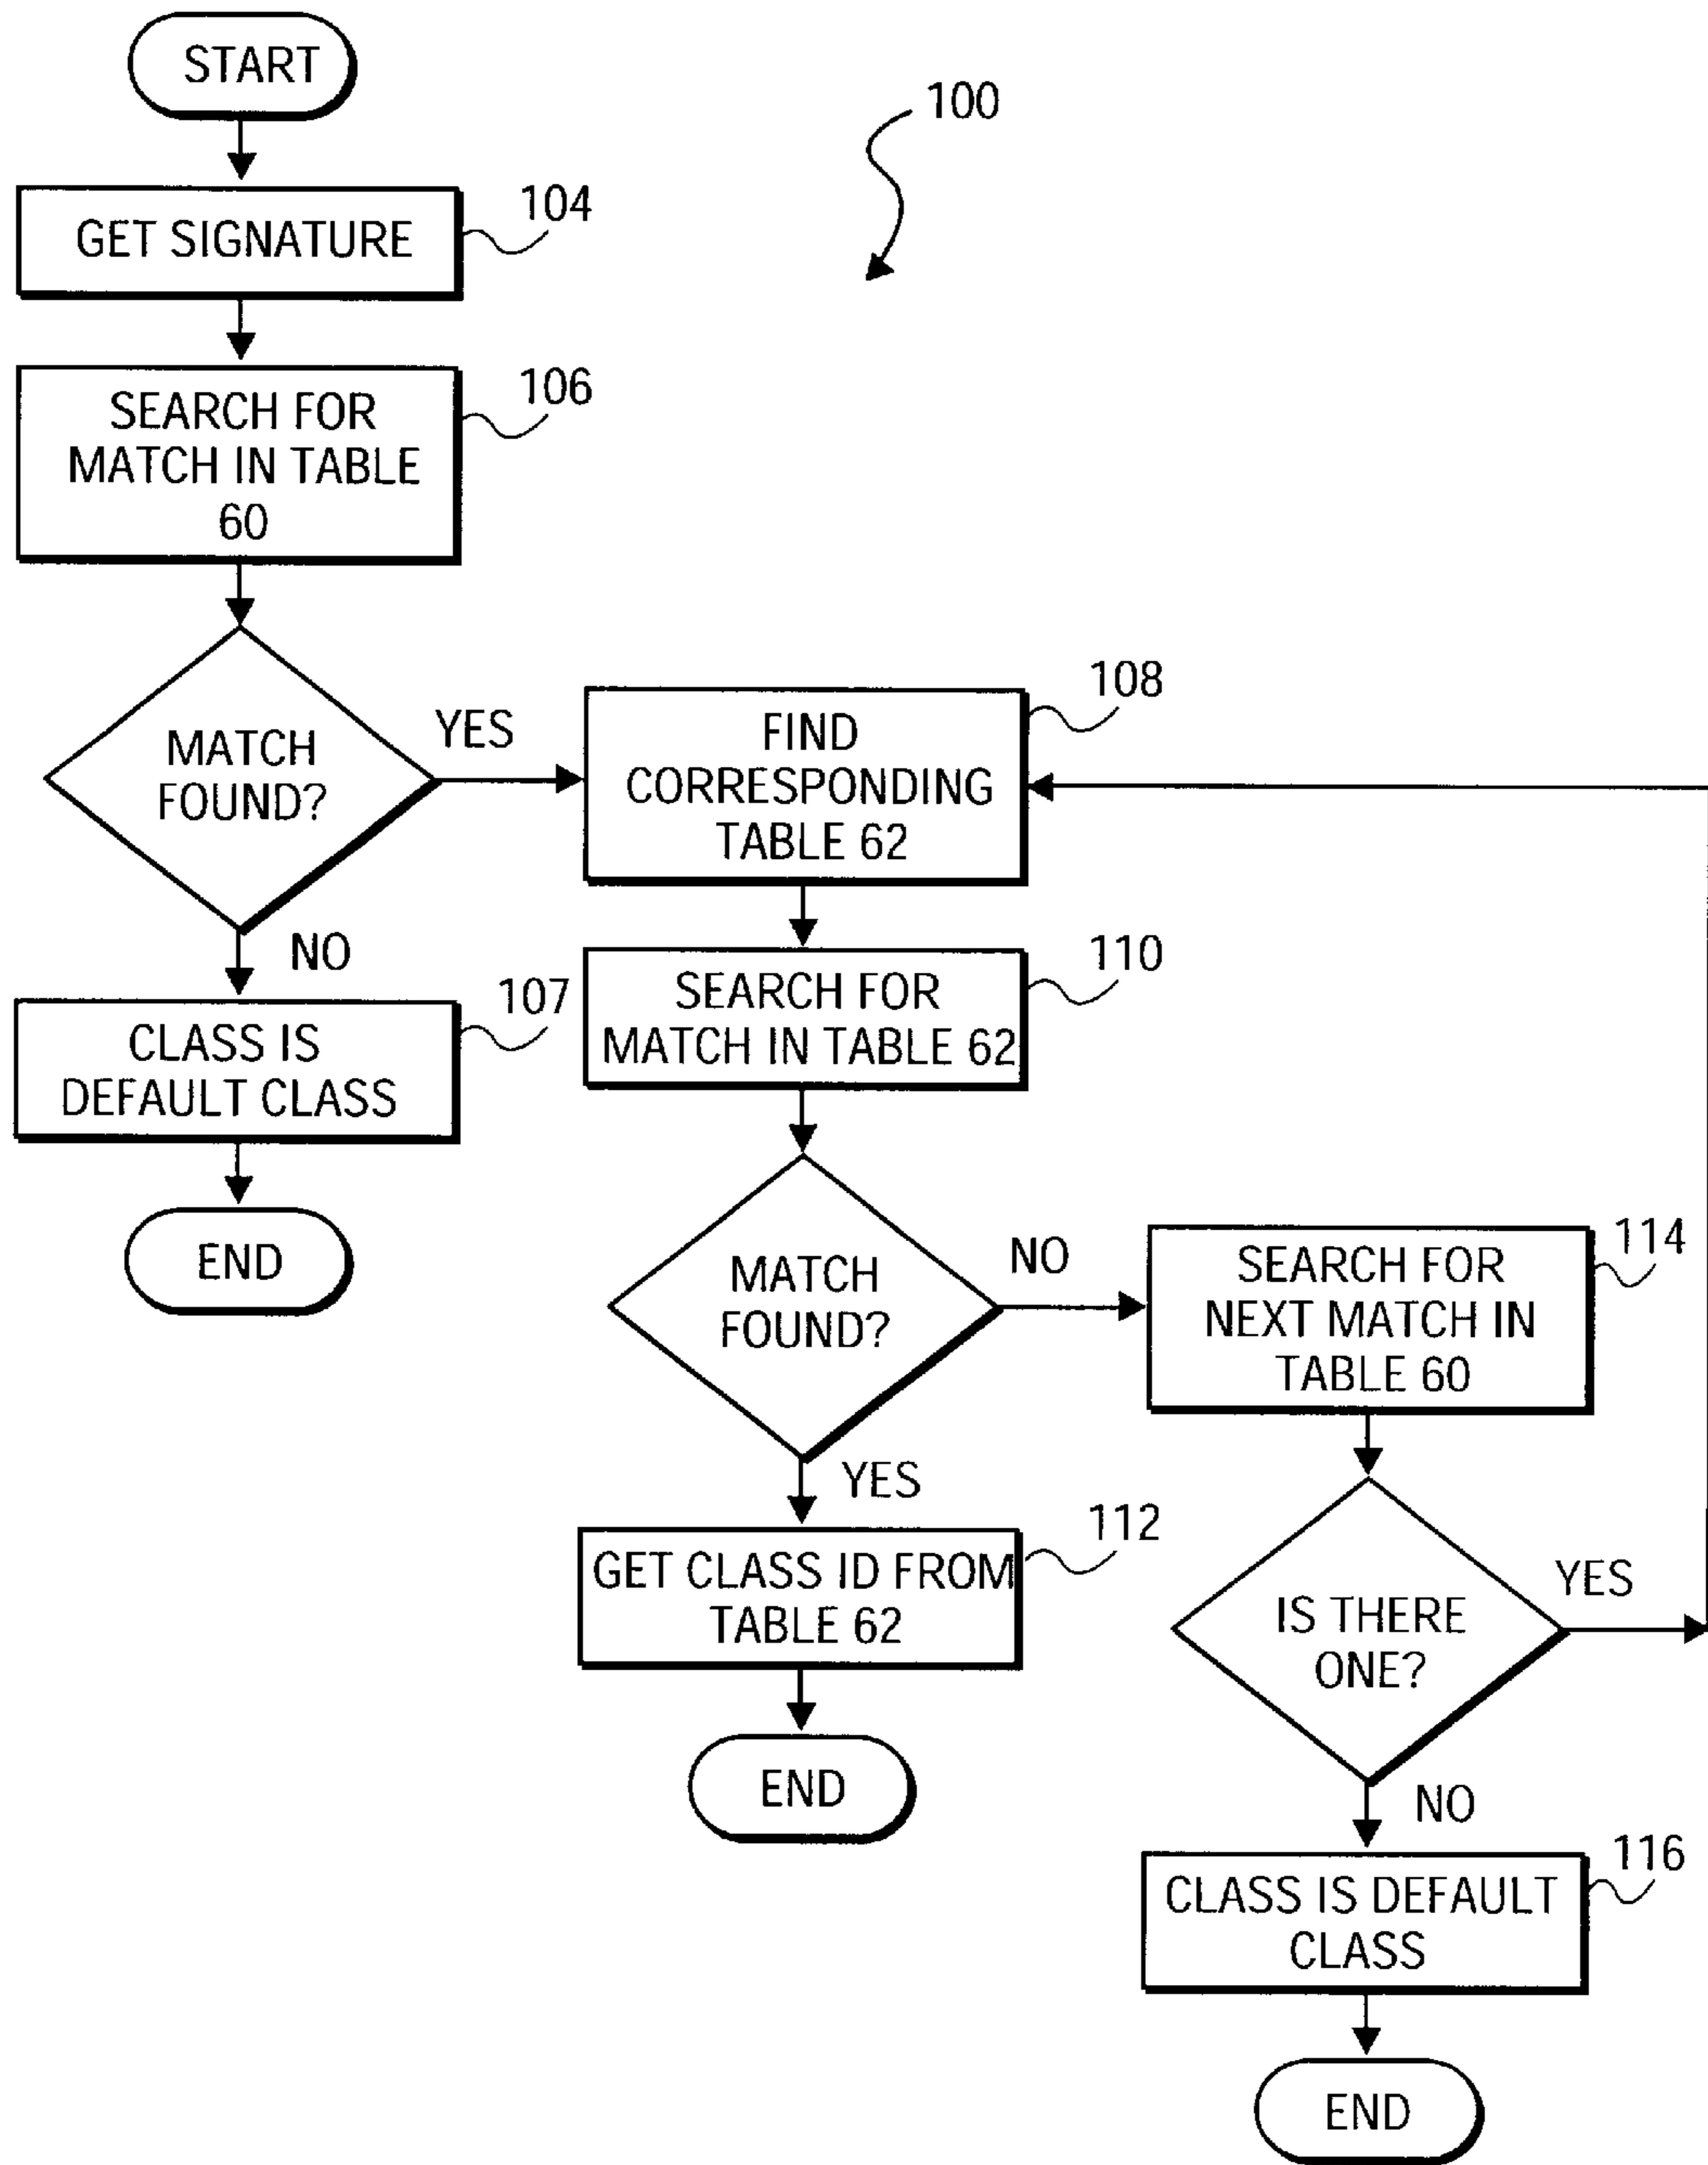 START
100
GET SIGNATURE
104
SEARCH FOR
MATCH IN TABLE
60
106
MATCH
FOUND?
YES
NO
FIND
CORRESPONDING
TABLE 62
108
CLASS IS
DEFAULT CLASS
107
END
SEARCH FOR
MATCH IN TABLE 62
110
MATCH
FOUND?
NO
YES
SEARCH FOR
NEXT MATCH IN
TABLE 60
114
GET CLASS ID FROM
TABLE 62
112
END
IS THERE
ONE?
YES
NO
CLASS IS DEFAULT
CLASS
116
END